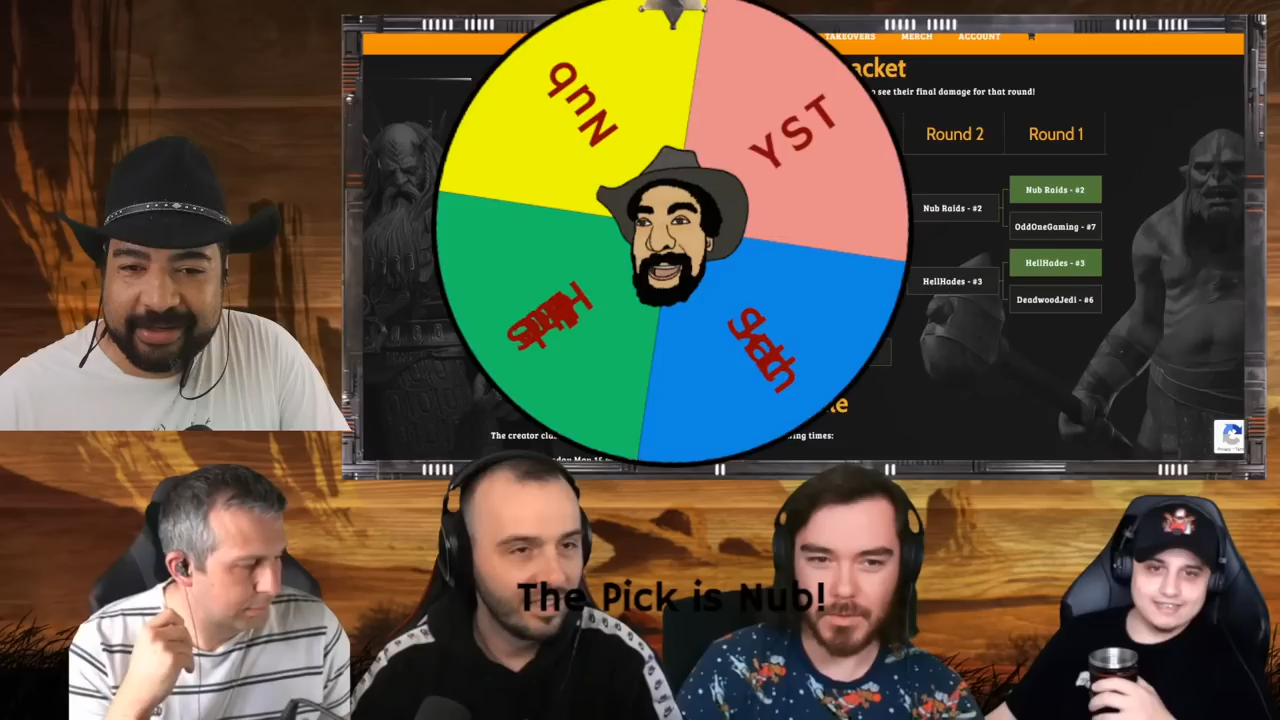 TAKEOVERS MERCH ACCOUNT
acket
o see their final damage for that round!
Round 2 Round 1
Nub Raids - #2
Nub Raids - #2
OddOneGaming - #7
HellHades - #3
HellHades - #3
DeadwoodJedi - #6
Nub
YST
The creator
ing times:
The Pick is Nub!